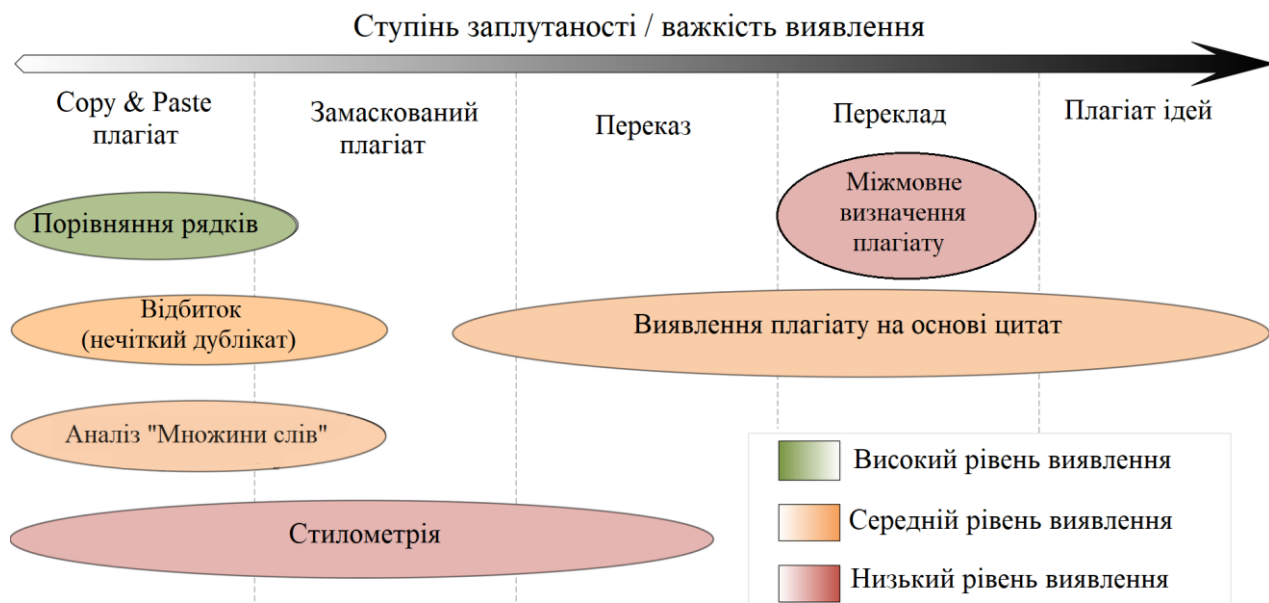 Ступінь заплутаності / важкість виявлення
Copy & Paste
плагіат
Замаскований
плагіат
Переказ
Переклад
Плагіат ідей
Порівняння рядків
Міжмовне
визначення
плагіату
Відбиток
(нечіткий дублікат)
Виявлення плагіату на основі цитат
Аналіз "Множини слів"
Стилометрія
Високий рівень виявлення
Середній рівень виявлення
Низький рівень виявлення